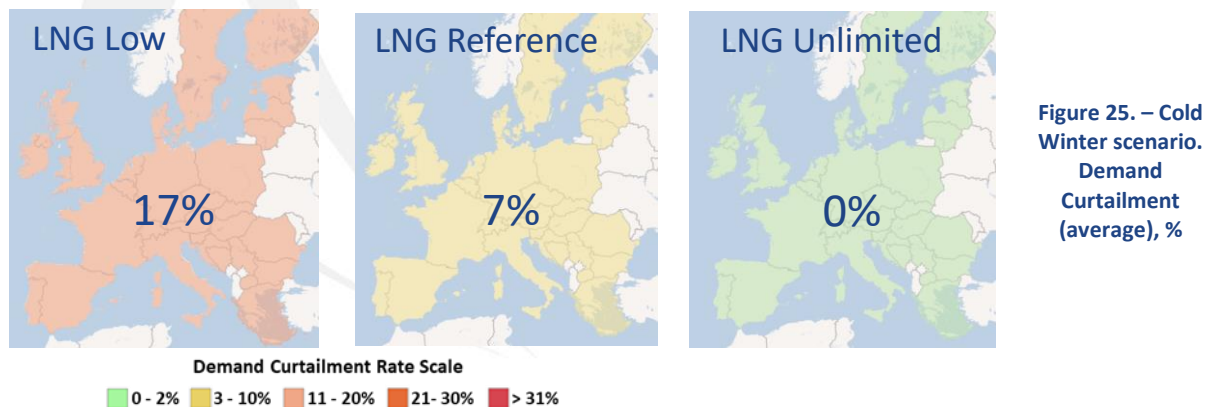 LNG Low
LNG Reference
LNG Unlimited
17%
7%
0%
Figure 25. – Cold
Winter scenario.
Demand
Curtailment
(average), %
Demand Curtailment Rate Scale
0 - 2% 3 - 10% 11 - 20% 21- 30% > 31%